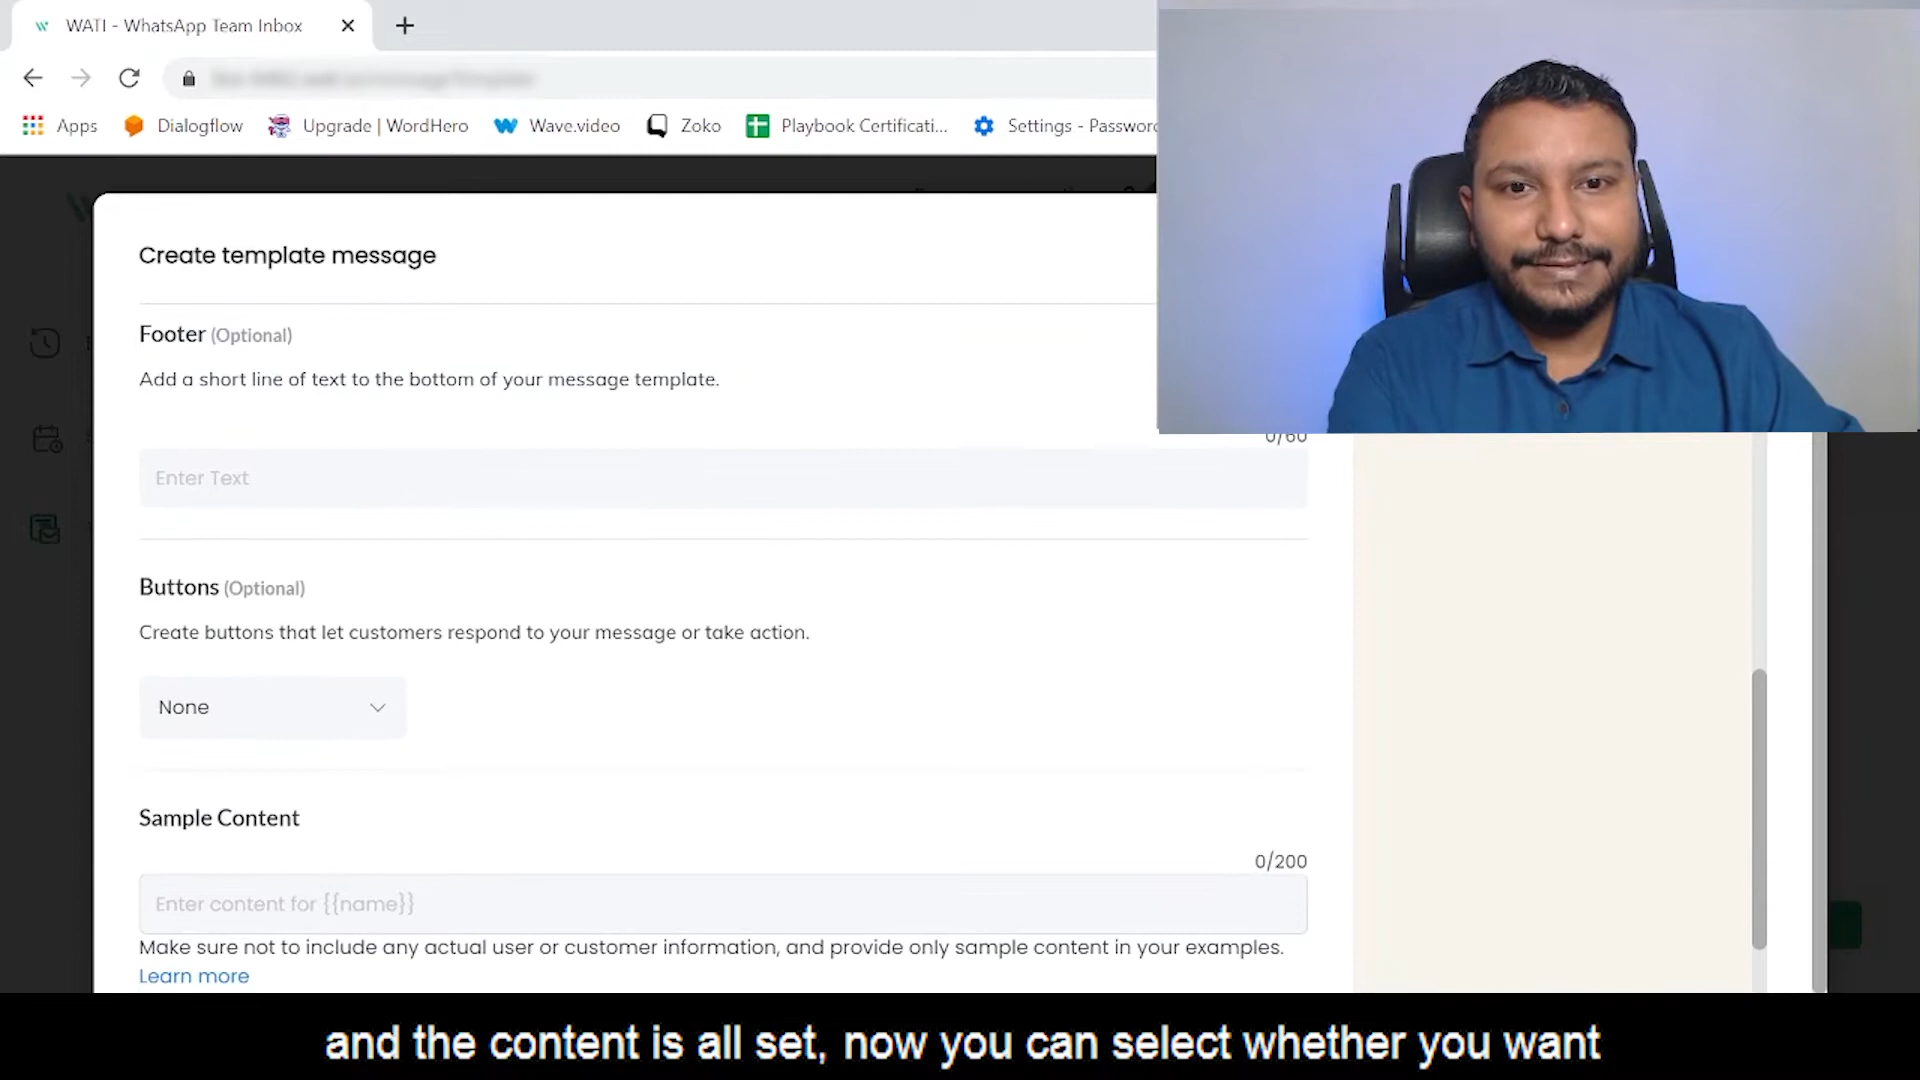 WATI - WhatsApp Team Inbox
Apps
Dialogflow
Upgrade | WordHero
Wave.video
Zoko
Playbook Certificati...
Settings - Passwor
Create template message
Footer (Optional)
Add a short line of text to the bottom of your message template.
0/60
Enter Text
Buttons (Optional)
Create buttons that let customers respond to your message or take action.
None
Sample Content
0/200
Enter content for {{name}}
Make sure not to include any actual user or customer information, and provide only sample content in your examples.
Learn more
and the content is all set, now you can select whether you want